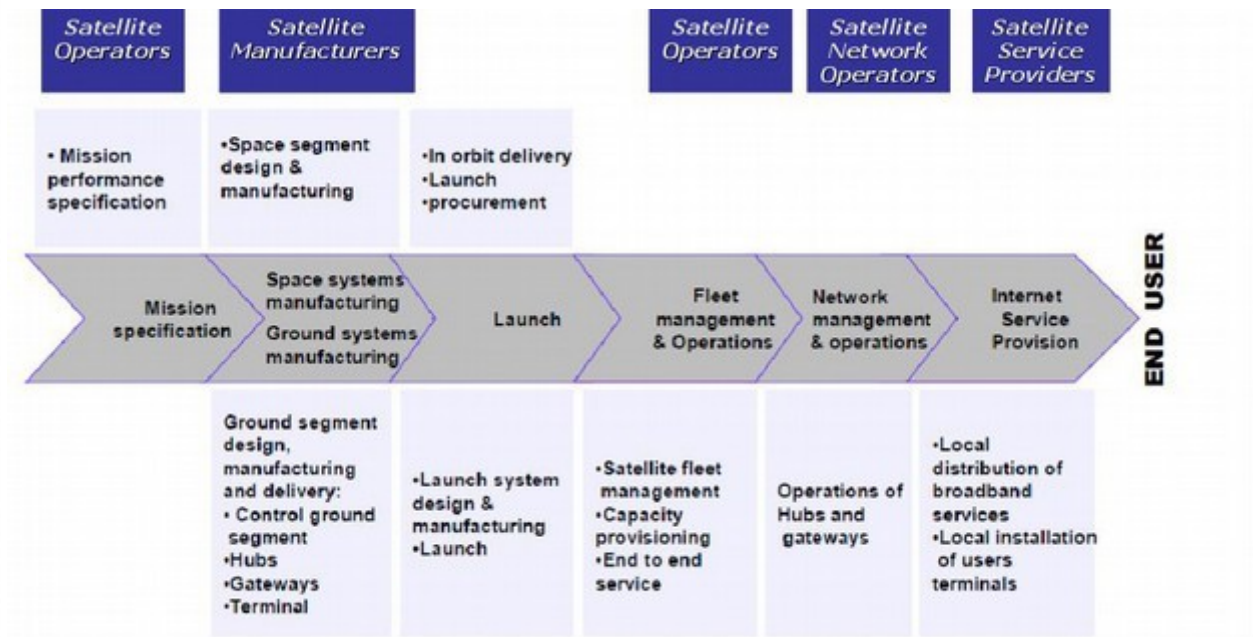 Satellite
Operators
Satellite
Manufacturers
Satellite
Operators
Satellite
Network
Operators
Satellite
Service
Providers
• Mission
performance
specification
•Space segment
design &
manufacturing
•In orbit delivery
•Launch
•procurement
Mission
specification
Space systems
manufacturing
Ground systems
manufacturing
Launch
Fleet
management
& Operations
Network
management
& operations
Internet
Service
Provision
END USER
Ground segment
design,
manufacturing
and delivery:
• Control ground
segment
•Hubs
•Gateways
•Terminal
•Launch system
design &
manufacturing
•Launch
•Satellite fleet
management
•Capacity
provisioning
•End to end
service
Operations of
Hubs and
gateways
•Local
distribution of
broadband
services
•Local installation
of users
terminals